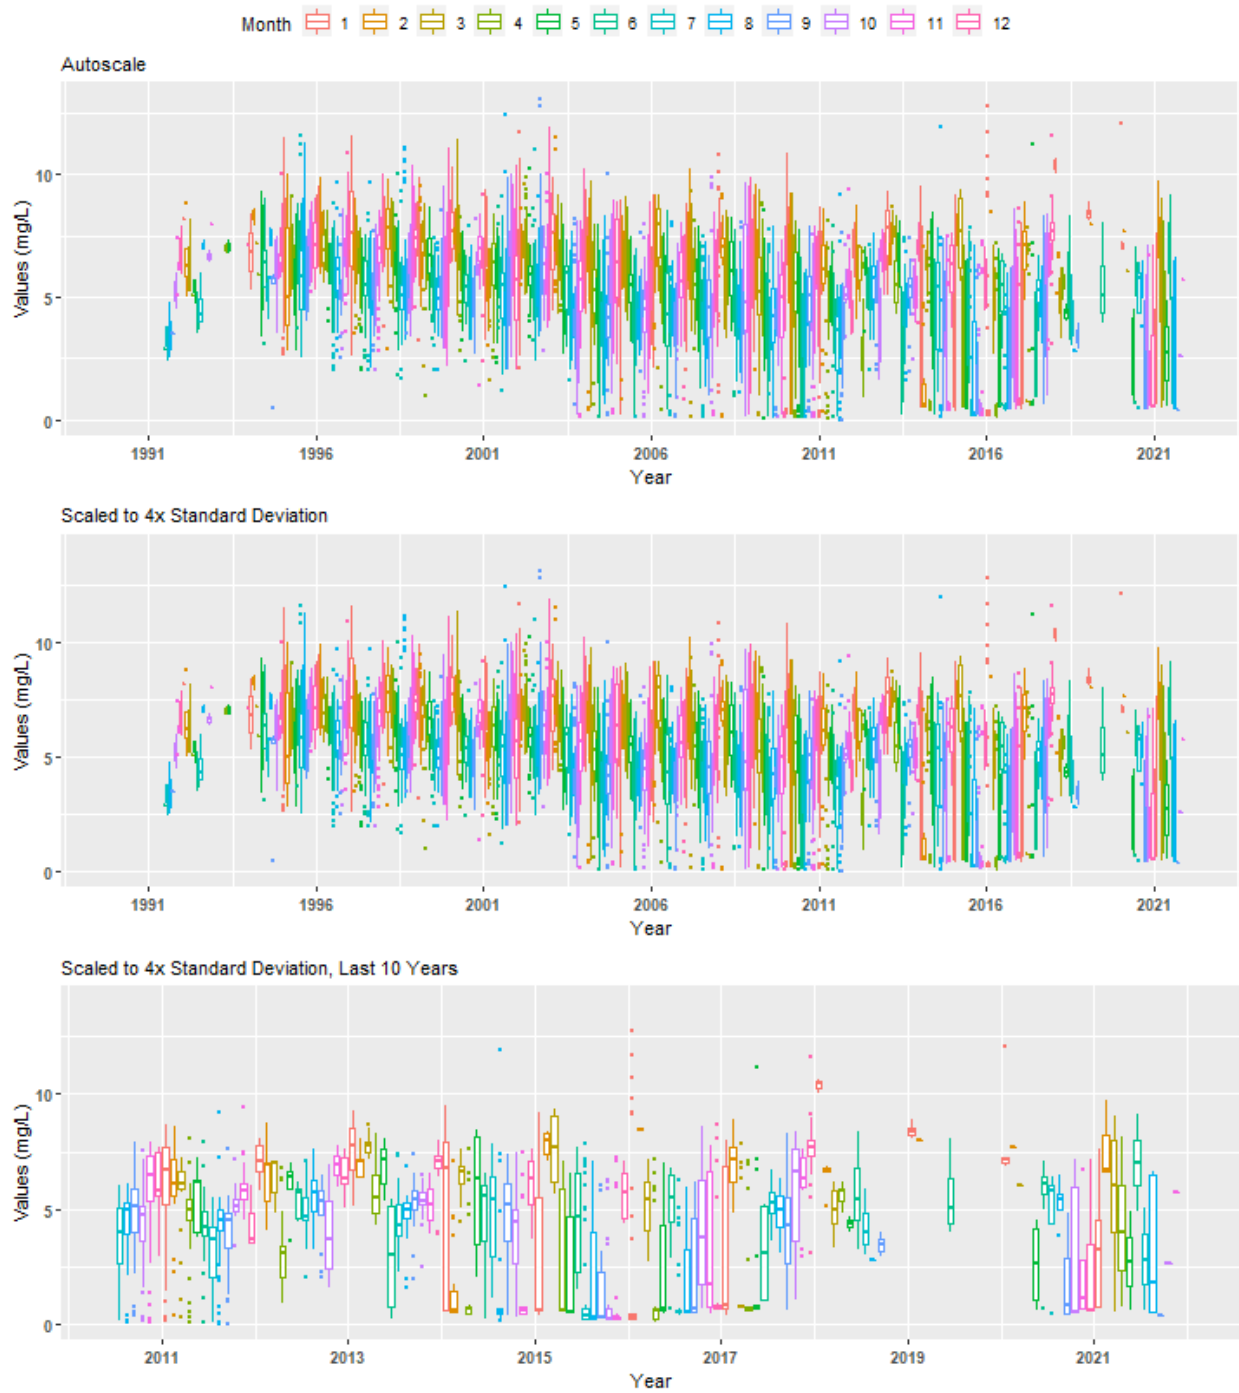 Month 1 2 3 4 5 6 7 8 9 10 11 12
Autoscale
Values (mg/L)
10
5
0
1991 1996 2001 2006 2011 2016 2021
Year
Scaled to 4x Standard Deviation
Values (mg/L)
10
5
0
1991 1996 2001 2006 2011 2016 2021
Year
Scaled to 4x Standard Deviation, Last 10 Years
Values (mg/L)
10
5
0
2011 2013 2015 2017 2019 2021
Year